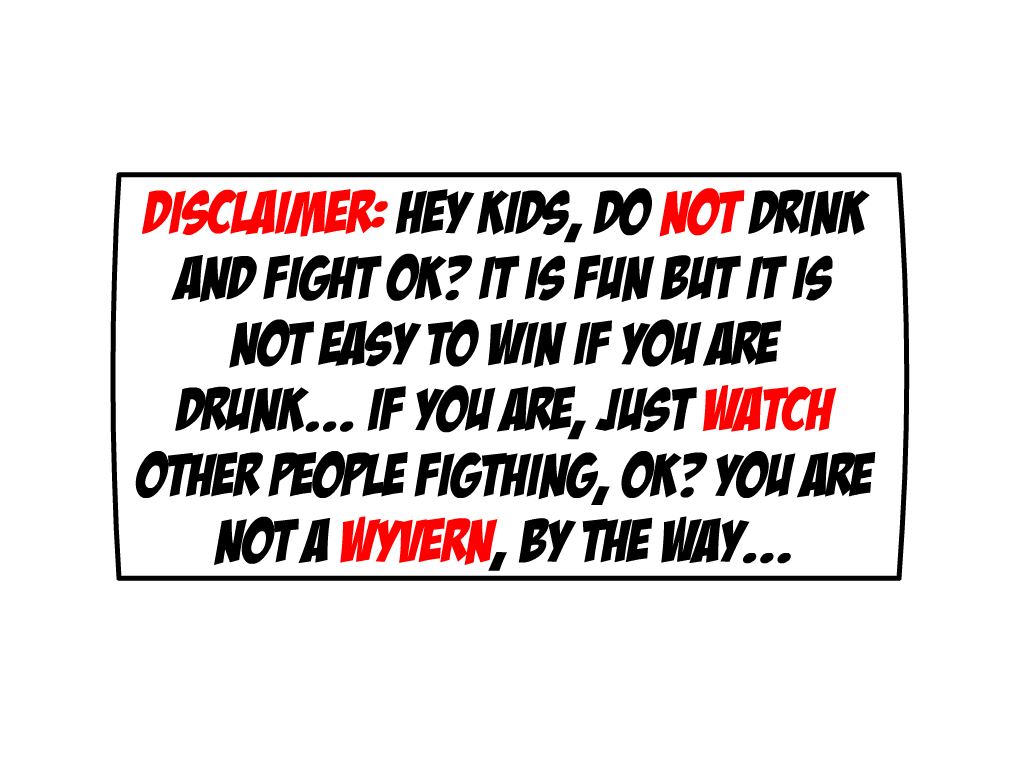 DISCLAIMER: HEY KIDS, DO NOT DRINK
AND FIGHT OK? IT IS FUN BUT IT IS
NOT EASY TO WIN IF YOU ARE
DRUNK... IF YOU ARE, JUST WATCH
OTHER PEOPLE FIGTHING, OK? YOU ARE
NOT A WYVERN, BY THE WAY...